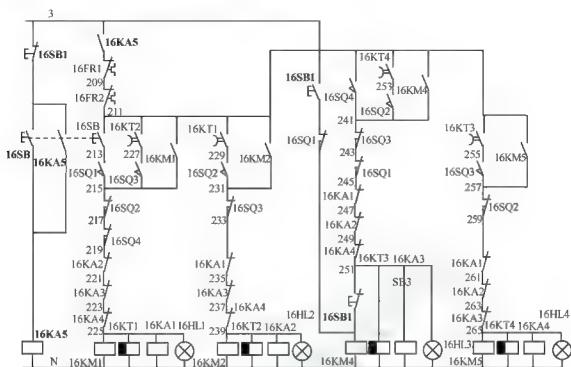 3
16SB1 16KA5
16FR1
209
16FR2
211
16SB1 16KT4
253 16KM4
16SQ4
16SQ2
241
16SB 16KA5 16SB 16KT2 16KT1 16KT3
213 227 16KM1 229 16KM2 16SQ1 16SQ3 255 16KM5
243
16SQ1 16SQ3 16SQ2 16SQ1 16SQ3
215 231 245 257
16SQ2 16SQ3 16KA1 16SQ2
217 233 247 259
16SQ4 16KA2
219 249
16KA2 16KA1 16KA4 16KA1
221 235 251 16KT3 16KA3 261
16KA3 16KA3 SB3 16KA2
223 237 16KA4 16HL2 263
16KA4 16SB1 16KA3
16KA5 225 16KT1 16KA1 16HL1 239 16KT2 16KA2 265 16KT4 16KA4 16HL4
16HL3
N 16KM1 16KM2 16KM4 16KM5